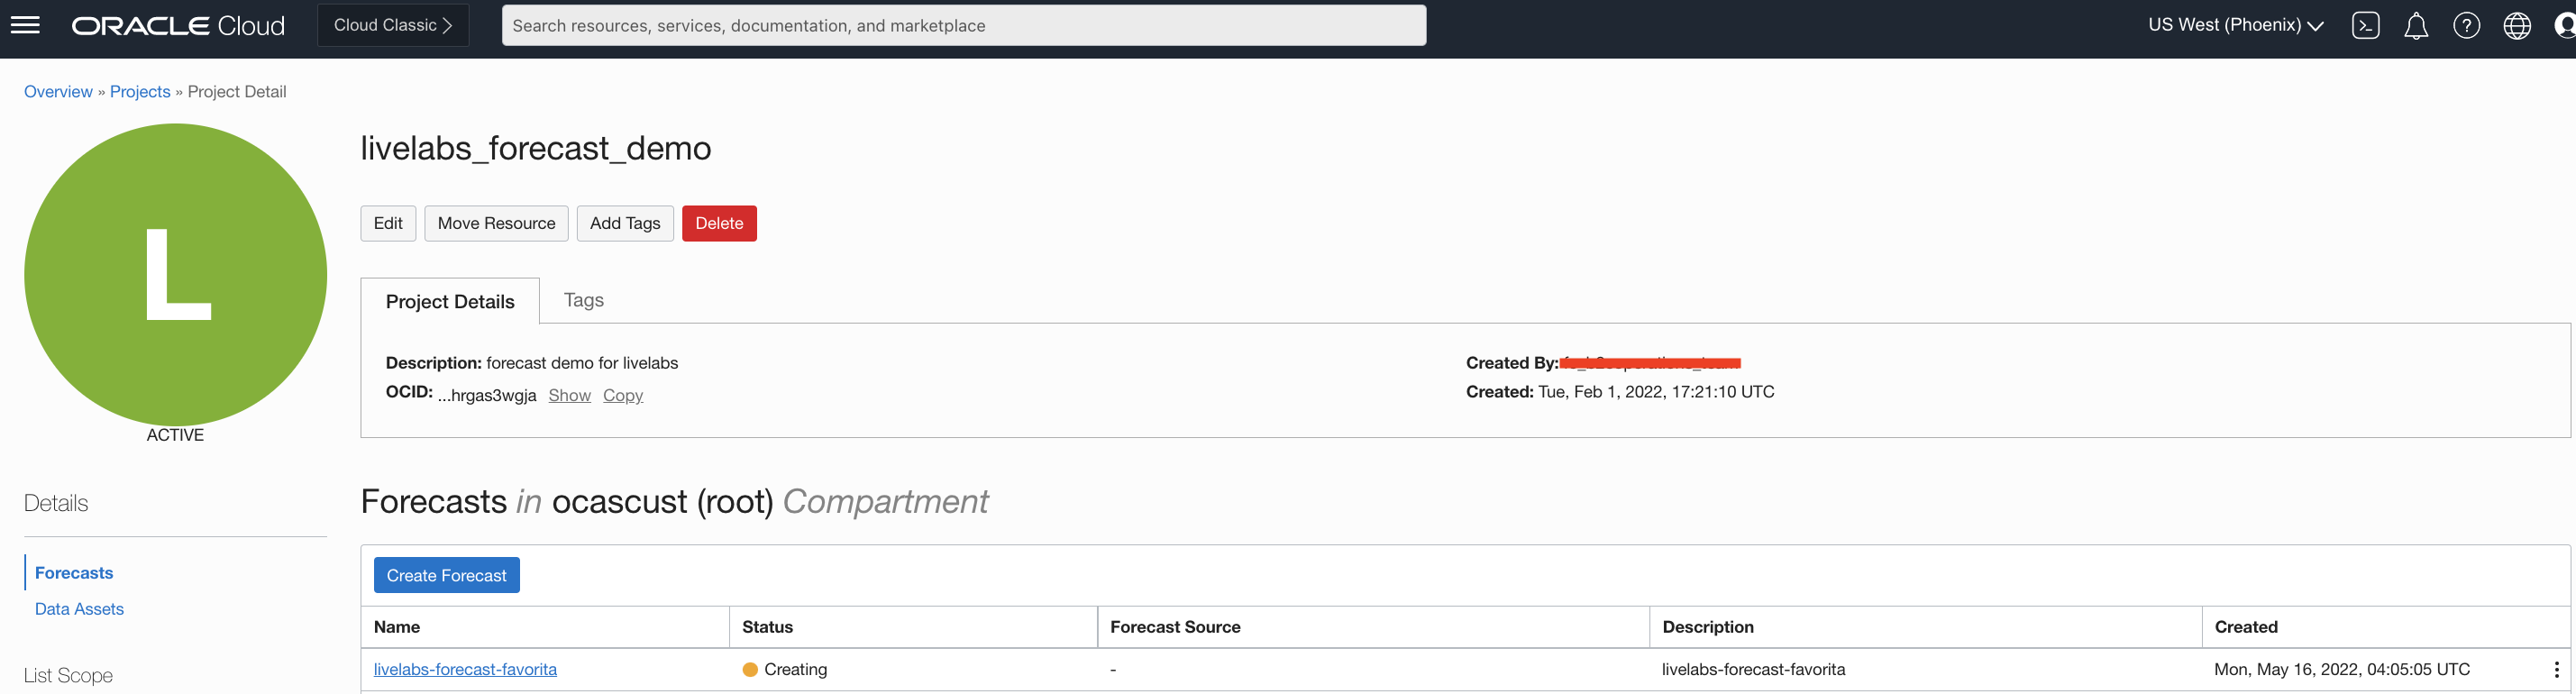 ORACLE Cloud
Cloud Classic
Search resources, services, documentation, and marketplace
US West (Phoenix)
Overview » Projects » Project Detail
L
ACTIVE
livelabs_forecast_demo
Edit Move Resource Add Tags Delete
Project Details Tags
Description: forecast demo for livelabs
OCID: ...hrgas3wgja Show Copy
Created By:
Created: Tue, Feb 1, 2022, 17:21:10 UTC
Details
Forecasts
Data Assets
List Scope
Forecasts in ocascust (root) Compartment
Create Forecast
Name Status Forecast Source Description Created
livelabs-forecast-favorita Creating - livelabs-forecast-favorita Mon, May 16, 2022, 04:05:05 UTC